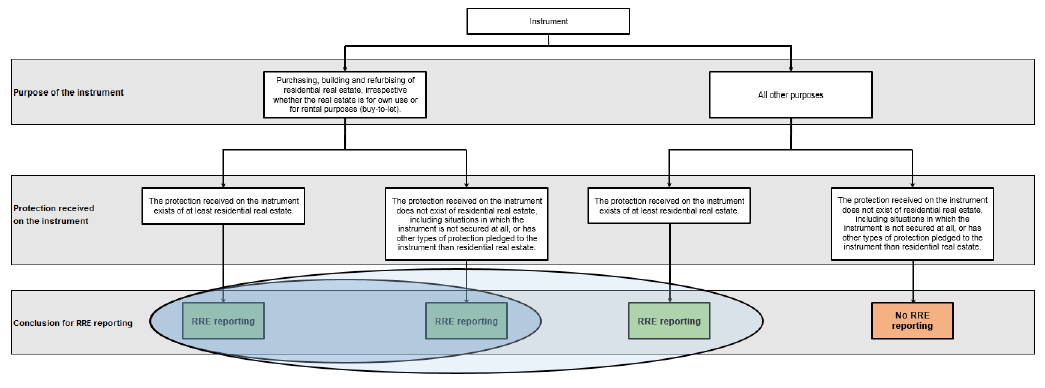 Instrument
Purpose of the instrument
Purchasing, building and refurbising of
residential real estate, irrespective
whether the real estate is for own use or
for rental purposes (buy-to-let).
All other purposes
Protection received
on the instrument
The protection received on the instrument
exists of at least residential real estate.
The protection received on the instrument
does not exist of residential real estate,
including situations in which the
instrument is not secured at all, or has
other types of protection pledged to the
instrument than residential real estate.
The protection received on the instrument
exists of at least residential real estate.
The protection received on the instrument
does not exist of residential real estate,
including situations in which the
instrument is not secured at all, or has
other types of protection pledged to the
instrument than residential real estate.
Conclusion for RRE reporting
RRE reporting
RRE reporting
RRE reporting
No RRE
reporting